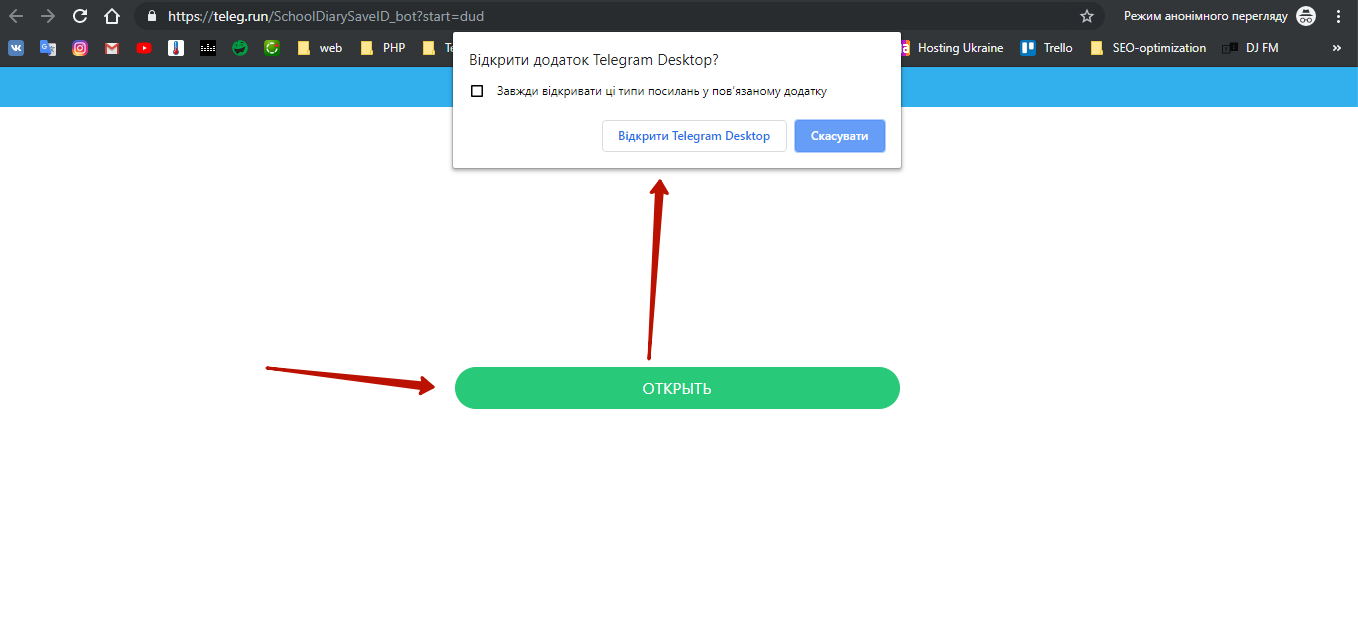 https://teleg.run/SchoolDiarySaveID_bot?start=dud
Режим анонімного перегляду
web
PHP
Hosting Ukraine
Trello
SEO-optimization
DJ FM
»
Відкрити додаток Telegram Desktop?
Завжди відкривати ці типи посилань у пов'язаному додатку
Відкрити Telegram Desktop
Скасувати
ОТКРЫТЬ